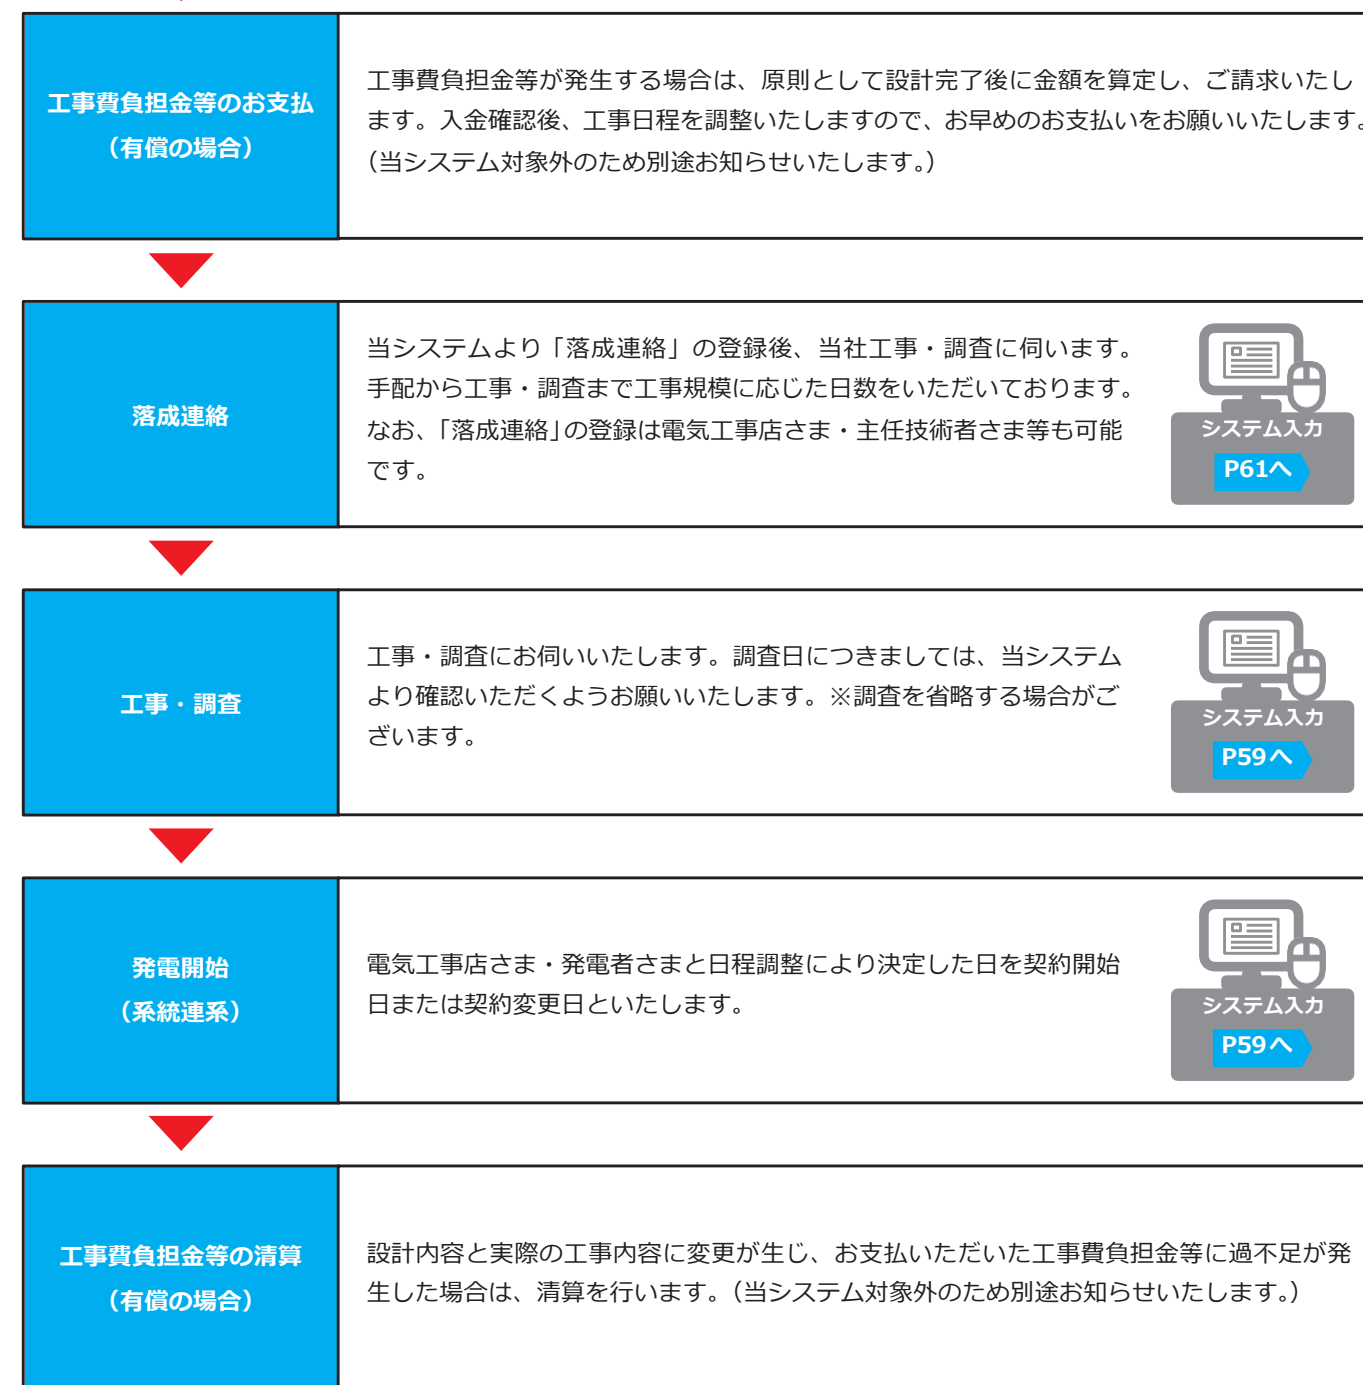 工事費負担金等のお支払
（有償の場合）
工事費負担金等が発生する場合は、原則として設計完了後に金額を算定し、ご請求いたし
ます。入金確認後、工事日程を調整いたしますので、お早めのお支払いをお願いいたします。
（当システム対象外のため別途お知らせいたします。）
落成連絡
当システムより「落成連絡」の登録後、当社工事・調査に伺います。
手配から工事・調査まで工事規模に応じた日数をいただいております。
なお、「落成連絡」の登録は電気工事店さま・主任技術者さま等も可能
です。
システム入力
P61へ
工事・調査
工事・調査にお伺いいたします。調査日につきましては、当システム
より確認いただくようお願いいたします。※調査を省略する場合がご
ざいます。
システム入力
P59へ
発電開始
（系統連系）
電気工事店さま・発電者さまと日程調整により決定した日を契約開始
日または契約変更日といたします。
システム入力
P59へ
工事費負担金等の清算
（有償の場合）
設計内容と実際の工事内容に変更が生じ、お支払いただいた工事費負担金等に過不足が発
生した場合は、清算を行います。（当システム対象外のため別途お知らせいたします。）